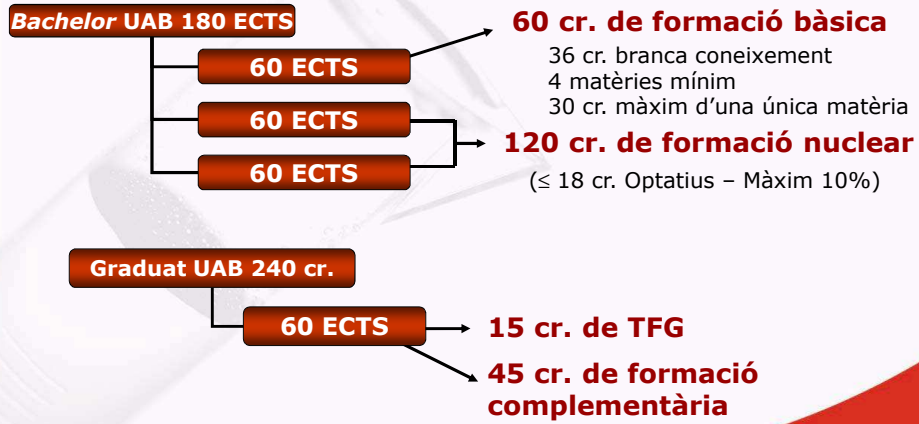 Bachelor UAB 180 ECTS
60 ECTS
60 ECTS
60 ECTS
60 cr. de formació bàsica
36 cr. branca coneixement
4 matèries mínim
30 cr. màxim d'una única matèria
120 cr. de formació nuclear
(≤ 18 cr. Optatius – Màxim 10%)
Graduat UAB 240 cr.
60 ECTS
15 cr. de TFG
45 cr. de formació
complementària